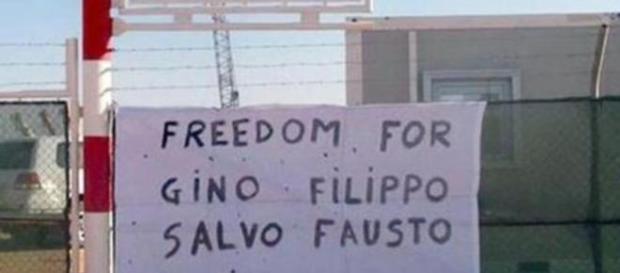 FREEDOM FOR
GINO FILIPPO
SALVO FAUSTO